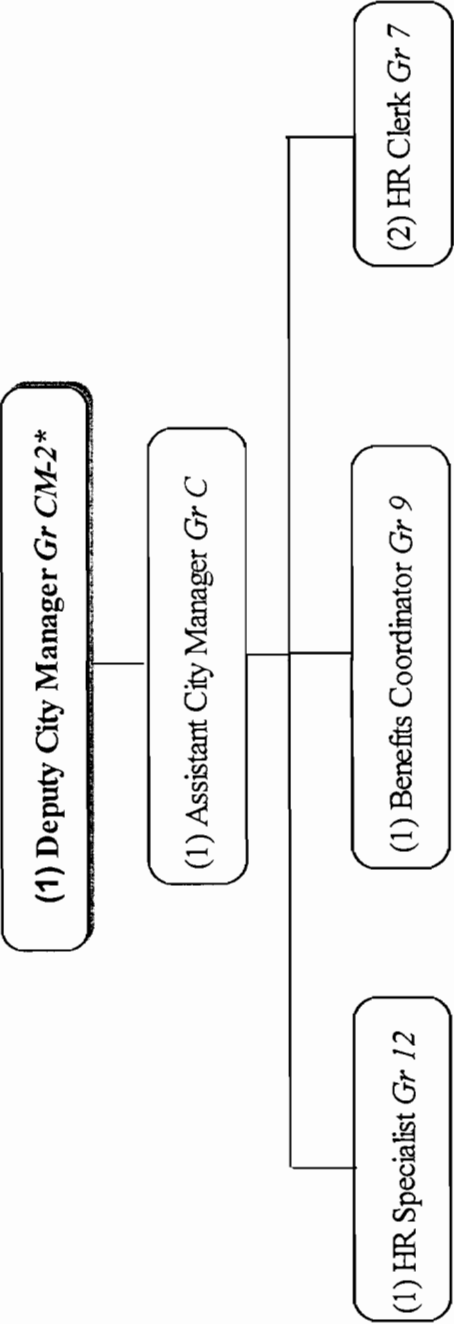 (1) Deputy City Manager Gr CM-2*
(1) Assistant City Manager Gr C
(1) HR Specialist Gr 12
(1) Benefits Coordinator Gr 9
(2) HR Clerk Gr 7